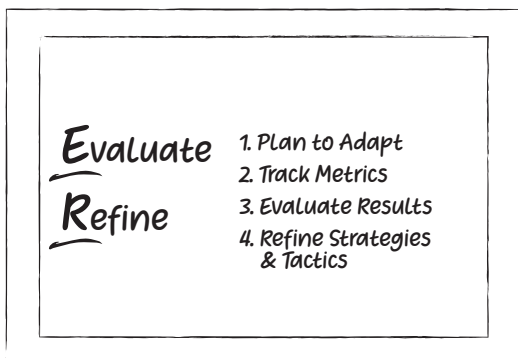 Evaluate
Refine
1. Plan to Adapt
2. Track Metrics
3. Evaluate Results
4. Refine Strategies
& Tactics